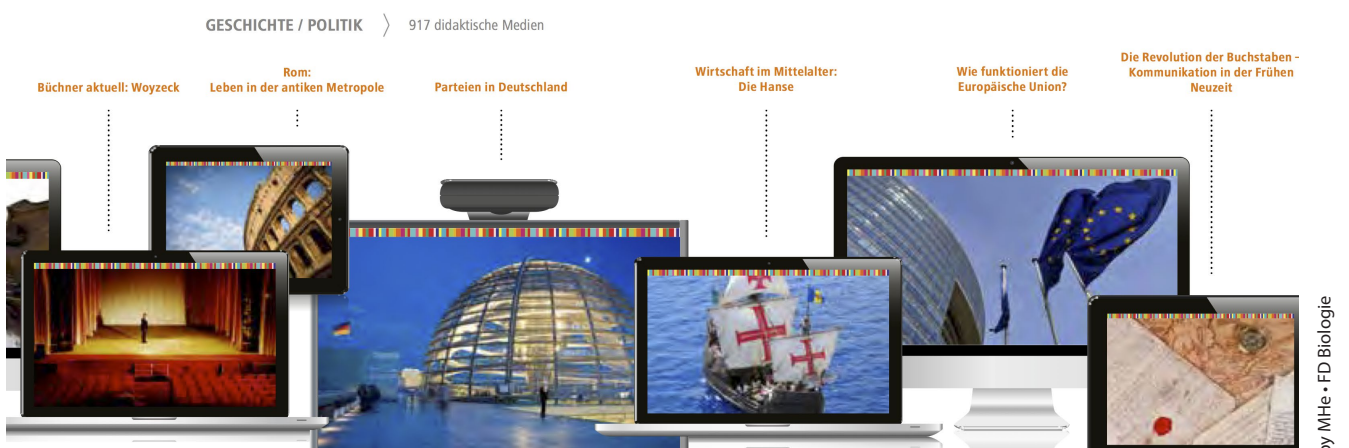 GESCHICHTE / POLITIK 〉 917 didaktische Medien
Büchner aktuell: Woyzeck
Rom:
Leben in der antiken Metropole
Parteien in Deutschland
Wirtschaft im Mittelalter:
Die Hanse
Wie funktioniert die
Europäische Union?
Die Revolution der Buchstaben -
Kommunikation in der Frühen
Neuzeit
by MHe • FD Biologie